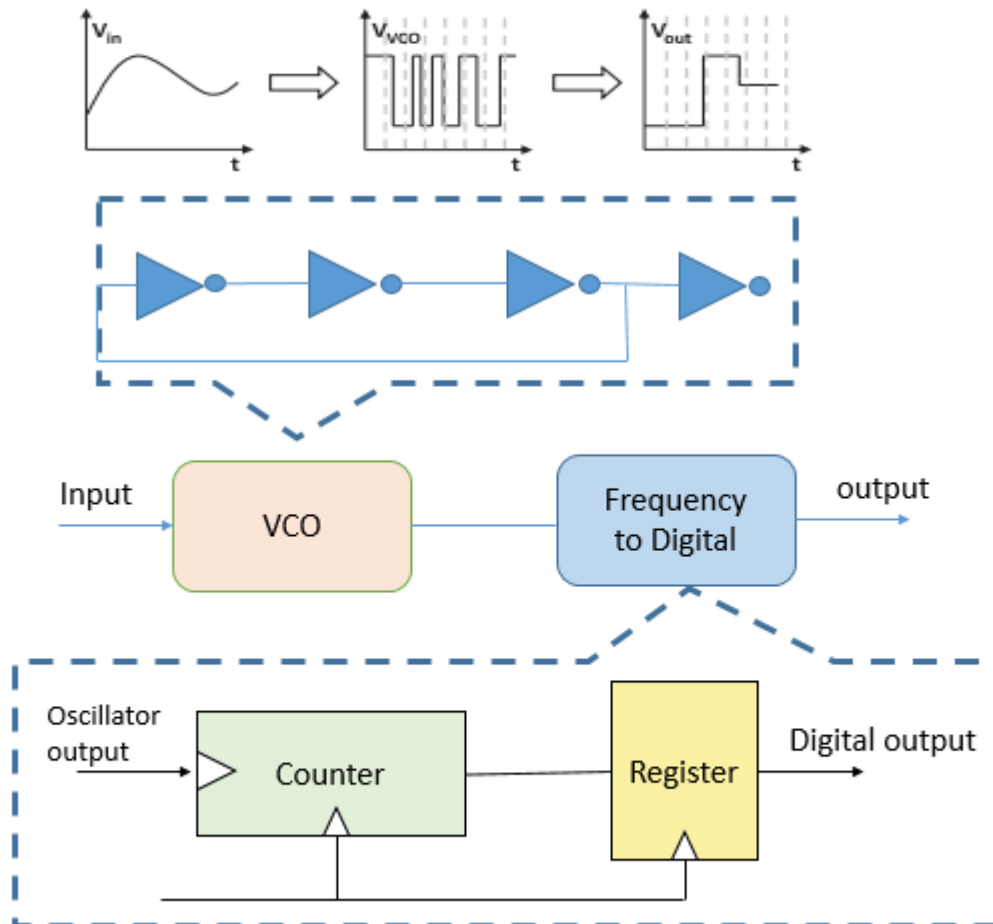 Vin
VVCO
Vout
t
t
t
Input
VCO
Frequency
to Digital
output
Oscillator
output
Counter
Register
Digital output